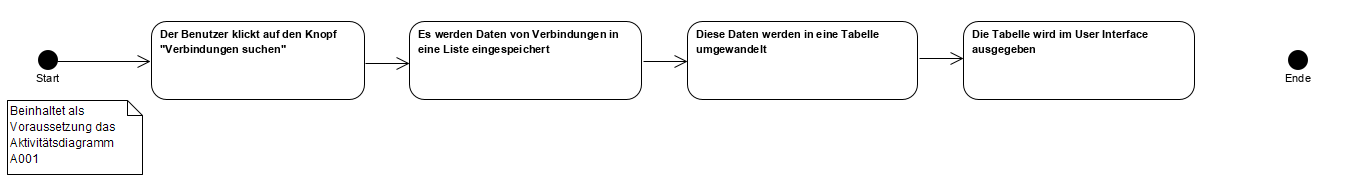 Der Benutzer klickt auf den Knopf
"Verbindungen suchen"
Es werden Daten von Verbindungen in
eine Liste eingespeichert
Diese Daten werden in eine Tabelle
umgewandelt
Die Tabelle wird im User Interface
ausgegeben
Start
Ende
Beinhaltet als
Voraussetzung das
Aktivitätsdiagramm
A001